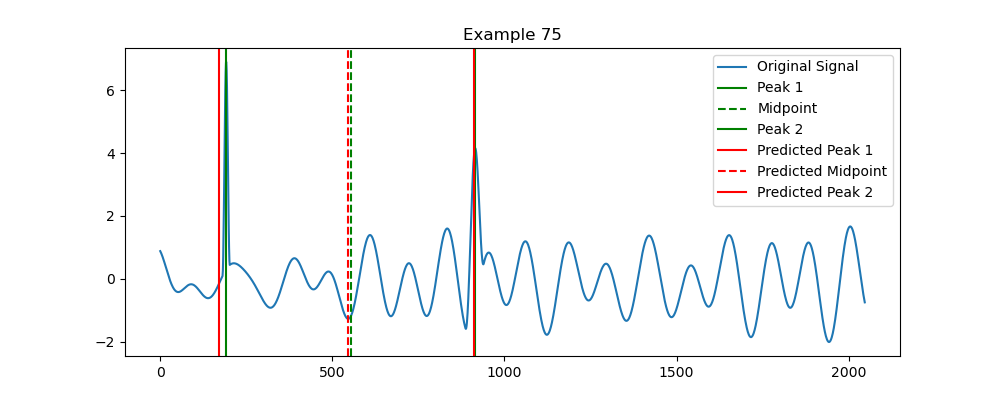 Example 75
Original Signal
Peak 1
Midpoint
Peak 2
Predicted Peak 1
Predicted Midpoint
Predicted Peak 2
6
4
2
0
−2
0
500
1000
1500
2000